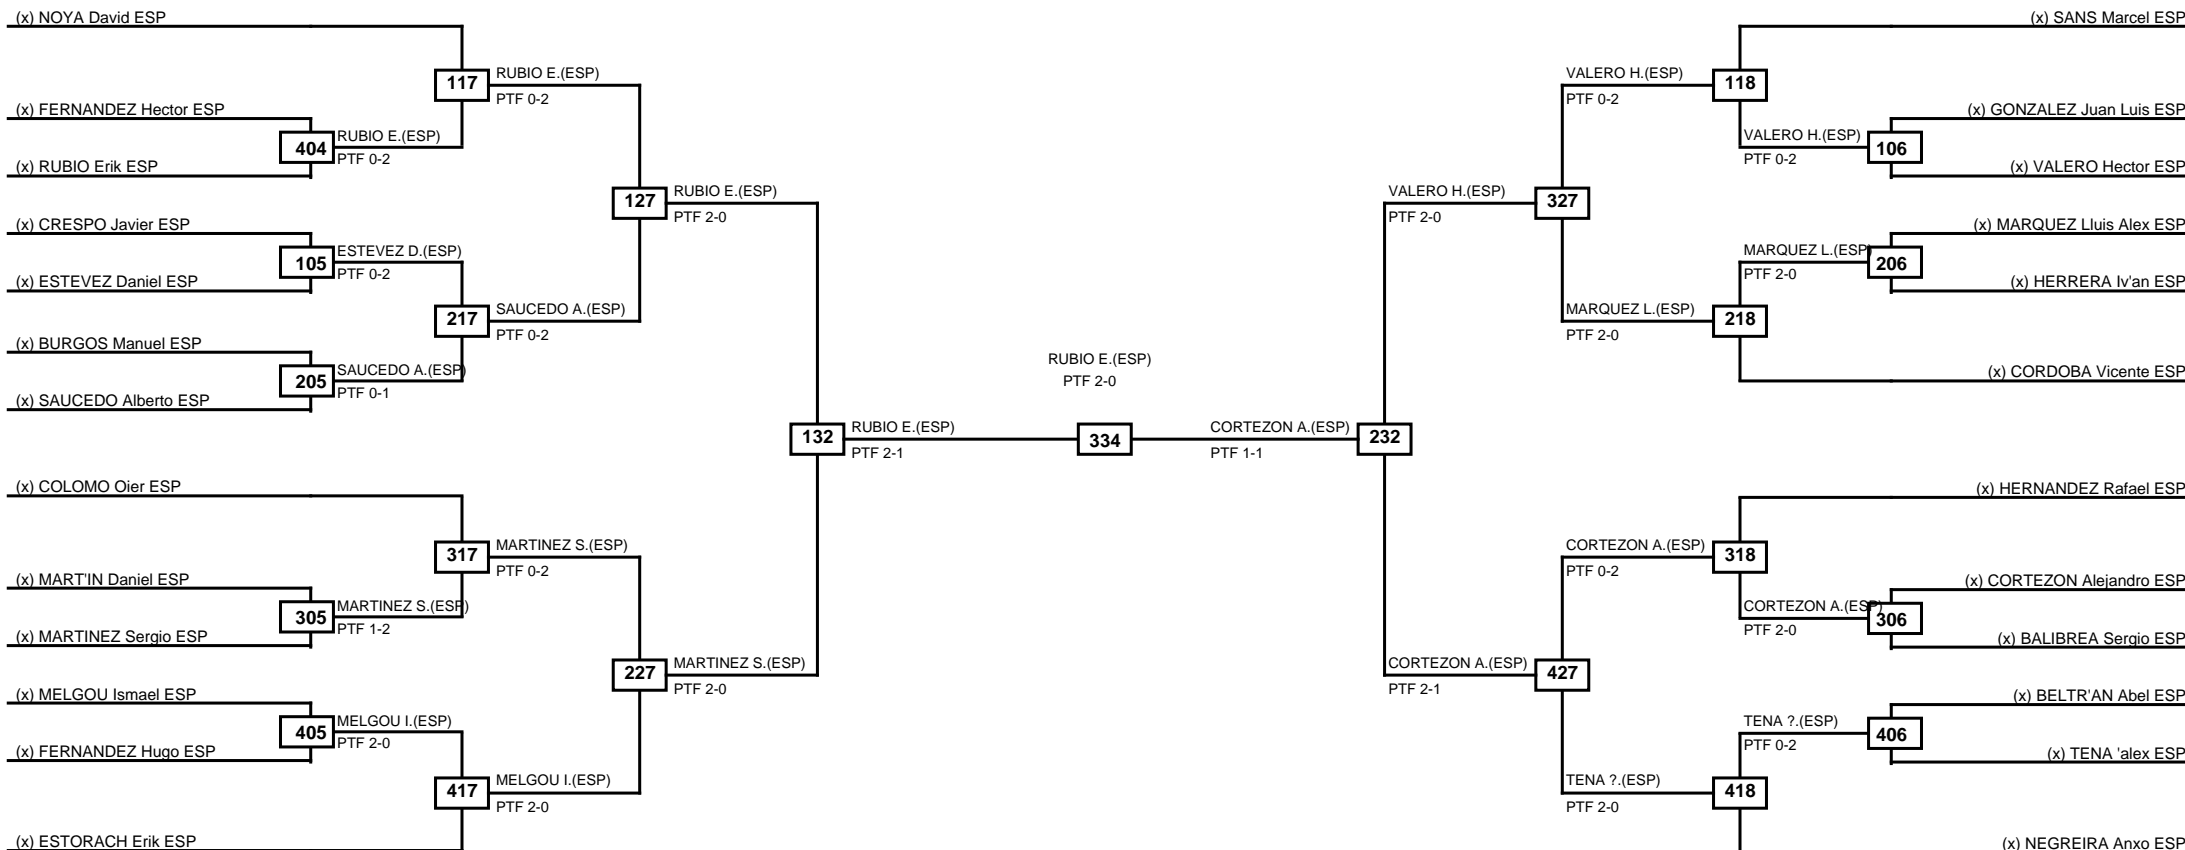 (x) NOYA David ESP
(x) FERNANDEZ Hector ESP
(x) RUBIO Erik ESP
(x) CRESPO Javier ESP
(x) ESTEVEZ Daniel ESP
(x) BURGOS Manuel ESP
(x) SAUCEDO Alberto ESP
(x) COLOMO Oier ESP
(x) MART'IN Daniel ESP
(x) MARTINEZ Sergio ESP
(x) MELGOU Ismael ESP
(x) FERNANDEZ Hugo ESP
(x) ESTORACH Erik ESP
404
RUBIO E.(ESP)
PTF 0-2
105
ESTEVEZ D.(ESP)
PTF 0-2
205
SAUCEDO A.(ESP)
PTF 0-1
305
MARTINEZ S.(ESP)
PTF 1-2
405
MELGOU I.(ESP)
PTF 2-0
117
RUBIO E.(ESP)
PTF 0-2
217
SAUCEDO A.(ESP)
PTF 0-2
317
MARTINEZ S.(ESP)
PTF 0-2
417
MELGOU I.(ESP)
PTF 2-0
127
RUBIO E.(ESP)
PTF 2-0
227
MARTINEZ S.(ESP)
PTF 2-0
132
RUBIO E.(ESP)
PTF 2-1
RUBIO E.(ESP)
PTF 2-0
334
CORTEZON A.(ESP)
PTF 1-1
232
VALERO H.(ESP)
PTF 2-0
327
CORTEZON A.(ESP)
PTF 2-1
427
VALERO H.(ESP)
PTF 0-2
118
MARQUEZ L.(ESP)
PTF 2-0
218
CORTEZON A.(ESP)
PTF 0-2
318
TENA ?.(ESP)
PTF 2-0
418
VALERO H.(ESP)
PTF 0-2
106
MARQUEZ L.(ESP)
PTF 2-0
206
CORTEZON A.(ESP)
PTF 2-0
306
TENA ?.(ESP)
PTF 0-2
406
(x) SANS Marcel ESP
(x) GONZALEZ Juan Luis ESP
(x) VALERO Hector ESP
(x) MARQUEZ Lluis Alex ESP
(x) HERRERA Iv'an ESP
(x) CORDOBA Vicente ESP
(x) HERNANDEZ Rafael ESP
(x) CORTEZON Alejandro ESP
(x) BALIBREA Sergio ESP
(x) BELTR'AN Abel ESP
(x) TENA 'alex ESP
(x) NEGREIRA Anxo ESP